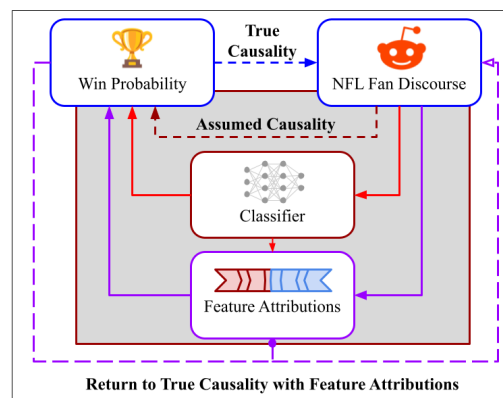 True
Causality
Win Probability
NFL Fan Discourse
Assumed Causality
Classifier
Feature Attributions
Return to True Causality with Feature Attributions